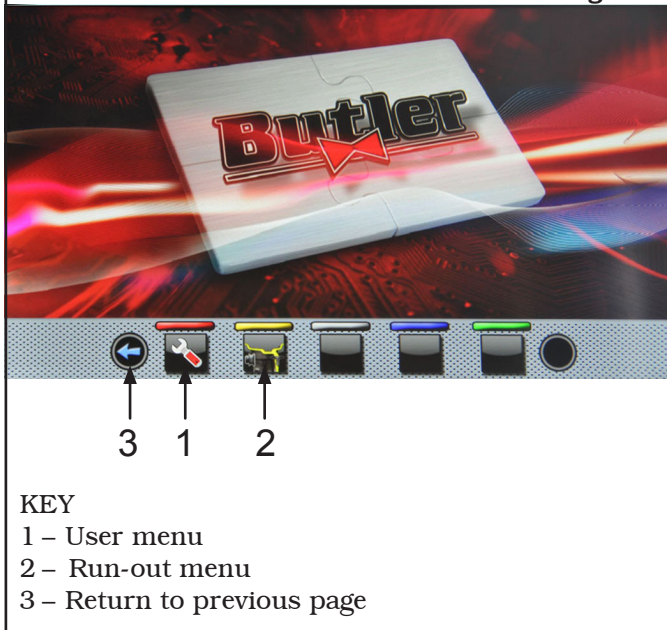 Butler
3 1 2
KEY
1 – User menu
2 – Run-out menu
3 – Return to previous page